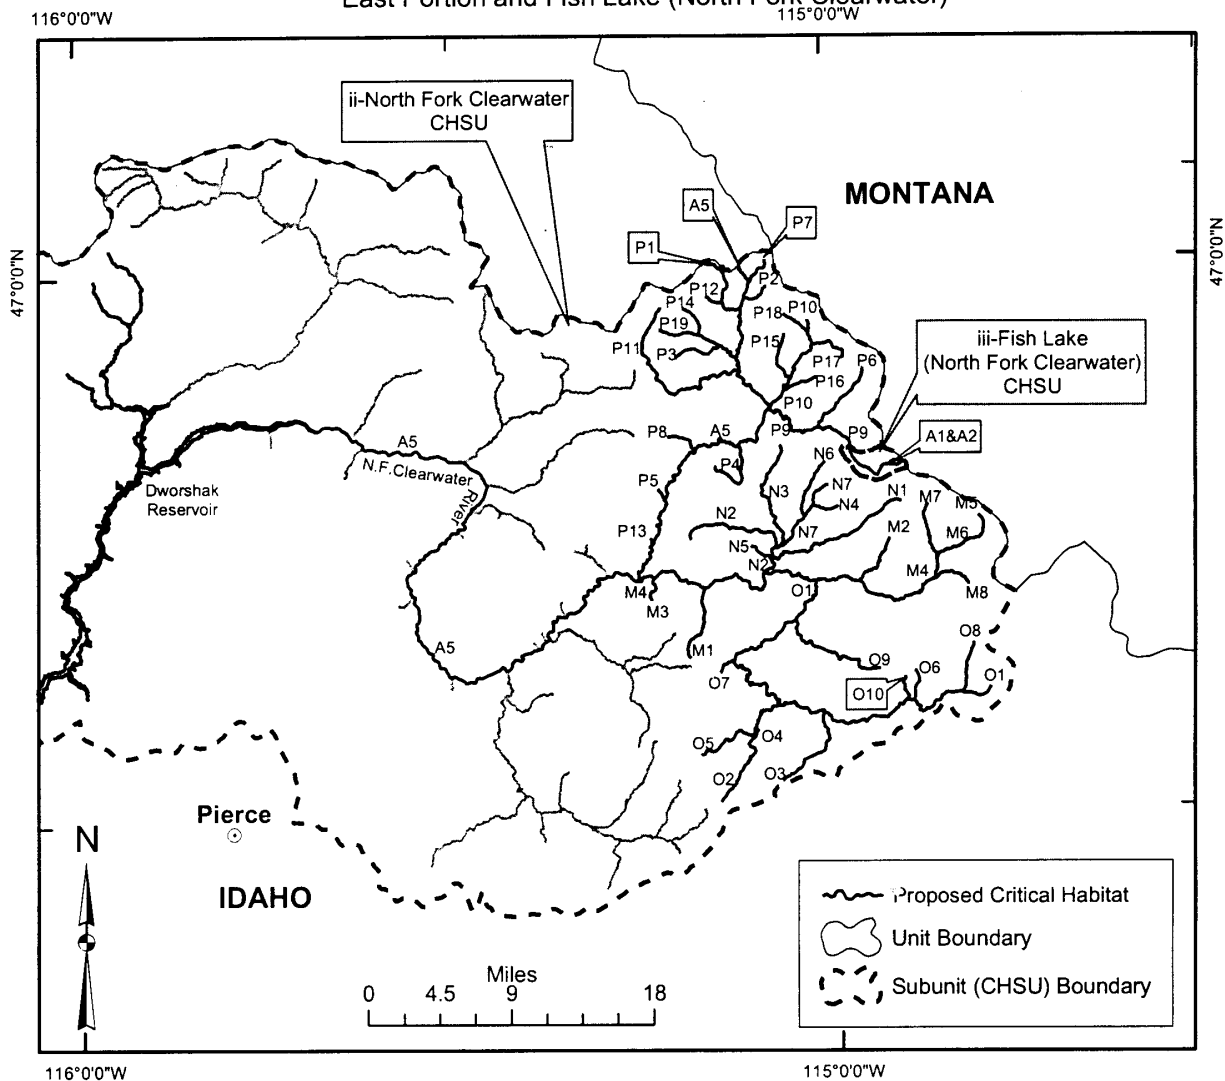 East Portion and Fish Lake (North Fork Clearwater)
116°0'0"W
115°0'0"W
ii-North Fork Clearwater
CHSU
MONTANA
A5
P7
P1
47°0'0"N
47°0'0"N
P12
P2
P14
P18
P10
P19
P11
P15
P3
P17
P6
P16
iii-Fish Lake
(North Fork Clearwater)
CHSU
P10
A5
P8
A5
P9
P9
A1&A2
N.F.Clearwater
River
P4
N6
Dworshak
Reservoir
P5
N3
N7
N4
N1
M7
M5
N2
P13
N7
M2
M6
N5
N2
M4
M3
O1
M4
M8
A5
M1
O8
O7
O9
O6
O1
O10
O5
O4
O2
O3
Pierce
IDAHO
N
Miles
0
4.5
9
18
Proposed Critical Habitat
Unit Boundary
Subunit (CHSU) Boundary
116°0'0"W
115°0'0"W